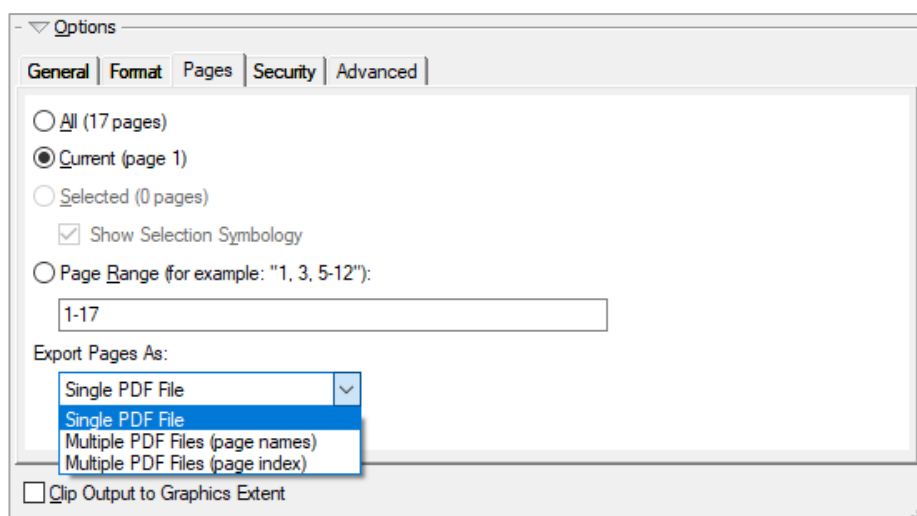 Options
General Format Pages Security Advanced
All (17 pages)
Current (page 1)
Selected (0 pages)
Show Selection Symbology
Page Range (for example: "1, 3, 5-12"):
1-17
Export Pages As:
Single PDF File
Single PDF File
Multiple PDF Files (page names)
Multiple PDF Files (page index)
Clip Output to Graphics Extent